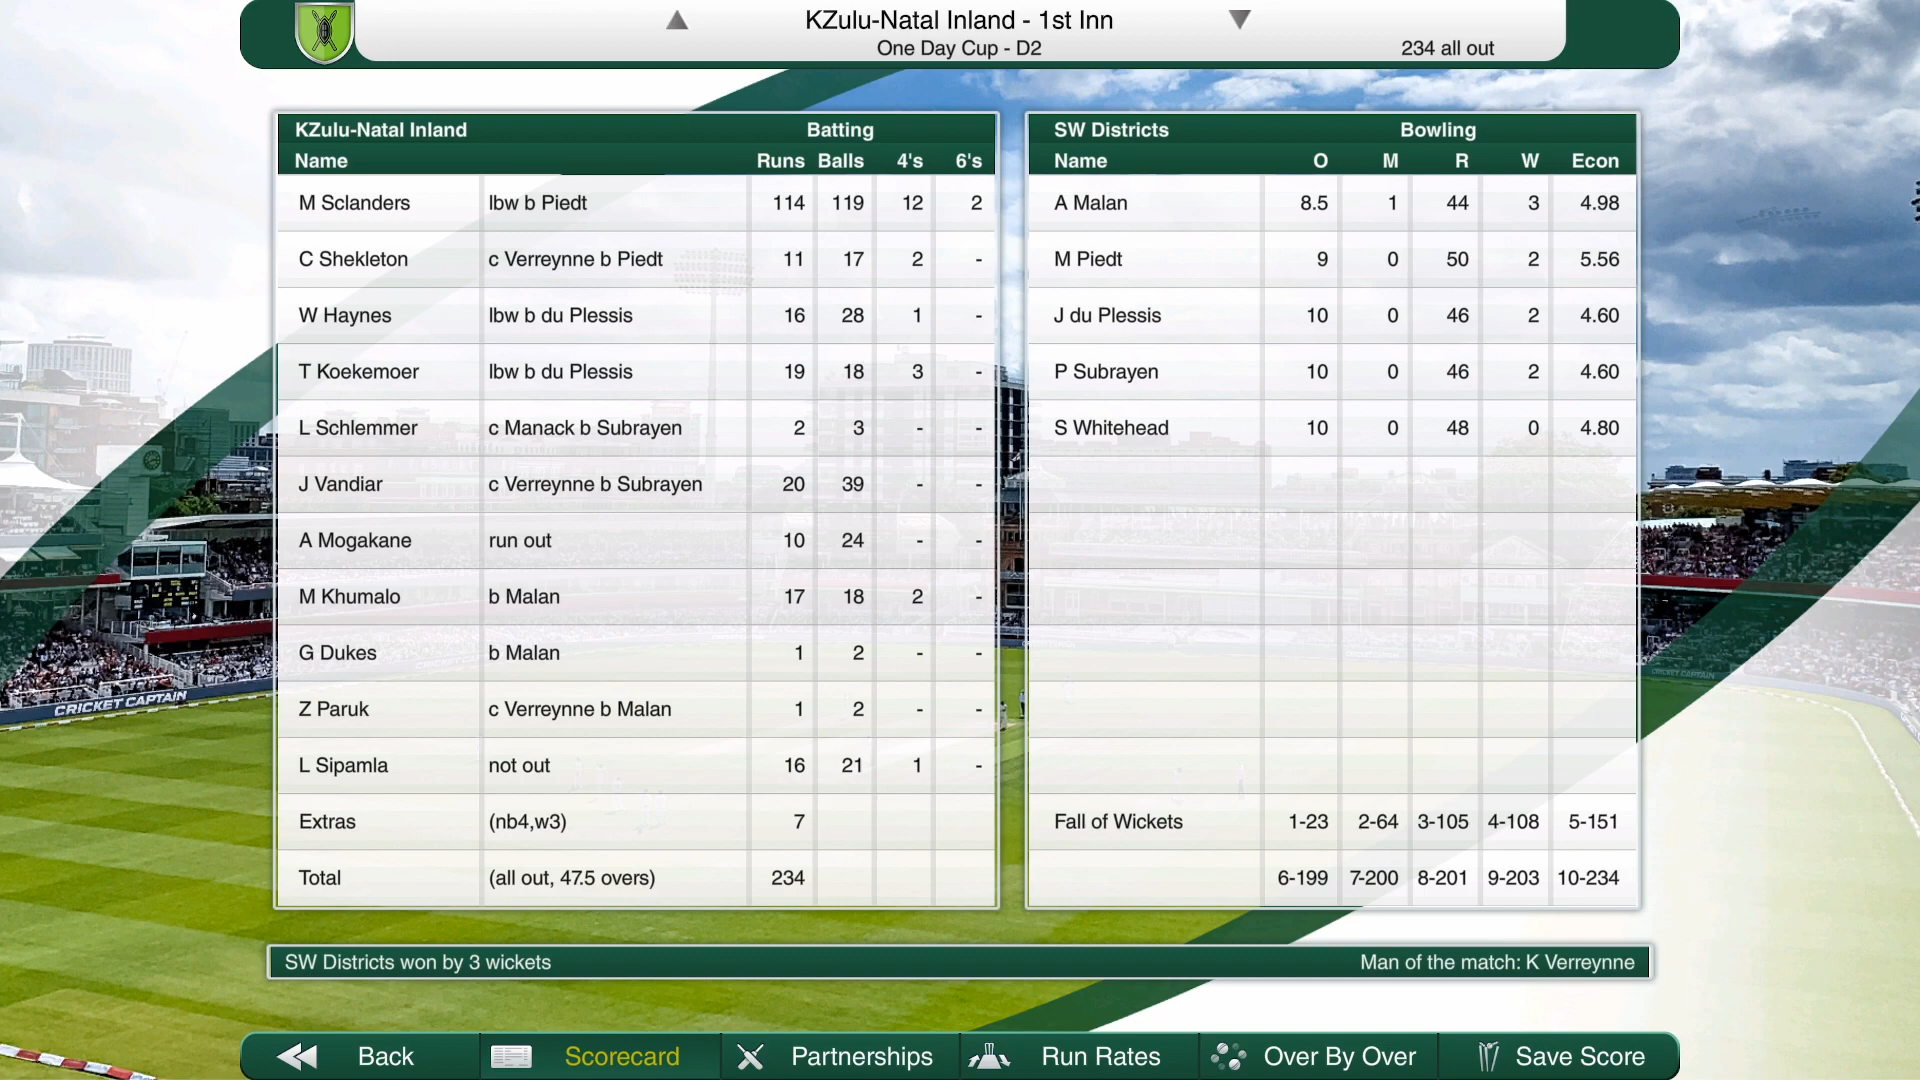 KZulu-Natal Inland - 1st Inn
One Day Cup - D2
234 all out
KZulu-Natal Inland Batting
Name Runs Balls 4's 6's
M Sclanders lbw b Piedt 114 119 12 2
C Shekleton c Verreynne b Piedt 11 17 2 -
W Haynes lbw b du Plessis 16 28 1 -
T Koekemoer lbw b du Plessis 19 18 3 -
L Schlemmer c Manack b Subrayen 2 3 - -
J Vandiar c Verreynne b Subrayen 20 39 - -
A Mogakane run out 10 24 - -
M Khumalo b Malan 17 18 2 -
G Dukes b Malan 1 2 - -
Z Paruk c Verreynne b Malan 1 2 - -
L Sipamla not out 16 21 1 -
Extras (nb4,w3) 7
Total (all out, 47.5 overs) 234
SW Districts Bowling
Name O M R W Econ
A Malan 8.5 1 44 3 4.98
M Piedt 9 0 50 2 5.56
J du Plessis 10 0 46 2 4.60
P Subrayen 10 0 46 2 4.60
S Whitehead 10 0 48 0 4.80
Fall of Wickets 1-23 2-64 3-105 4-108 5-151
6-199 7-200 8-201 9-203 10-234
CRICKET CAPTAIN
CRICKET CAPTAIN
SW Districts won by 3 wickets
Man of the match: K Verreynne
Back
Scorecard
Partnerships
Run Rates
Over By Over
Save Score